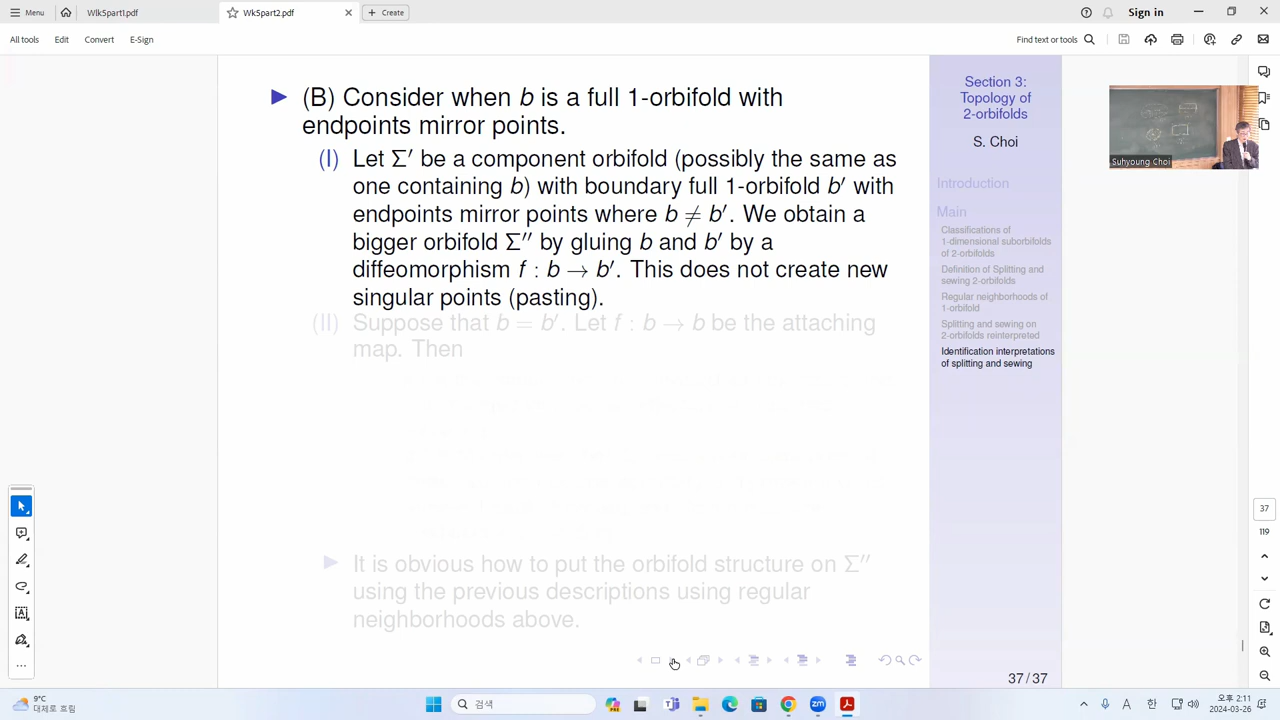 Menu
Wk5part1.pdf
Wk5part2.pdf
Create
Sign in
All tools
Edit
Convert
E-Sign
Find text or tools
(B) Consider when b is a full 1-orbifold with
endpoints mirror points.
(I) Let Σ′ be a component orbifold (possibly the same as
one containing b) with boundary full 1-orbifold b′ with
endpoints mirror points where b ≠ b′. We obtain a
bigger orbifold Σ′′ by gluing b and b′ by a
diffeomorphism f : b → b′. This does not create new
singular points (pasting).
(II) Suppose that b = b′. Let f : b → b be the attaching
map. Then
It is obvious how to put the orbifold structure on Σ′′
using the previous descriptions using regular
neighborhoods above.
37 / 37
Section 3:
Topology of
2-orbifolds
S. Choi
Introduction
Main
Classifications of
1-dimensional suborbifolds
of 2-orbifolds
Definition of Splitting and
sewing 2-orbifolds
Regular neighborhoods of
1-orbifold
Splitting and sewing on
2-orbifolds reinterpreted
Identification interpretations
of splitting and sewing
Suhyoung Choi
37
119
9°C
대체로 흐림
검색
A
한
오후 2:11
2024-03-26